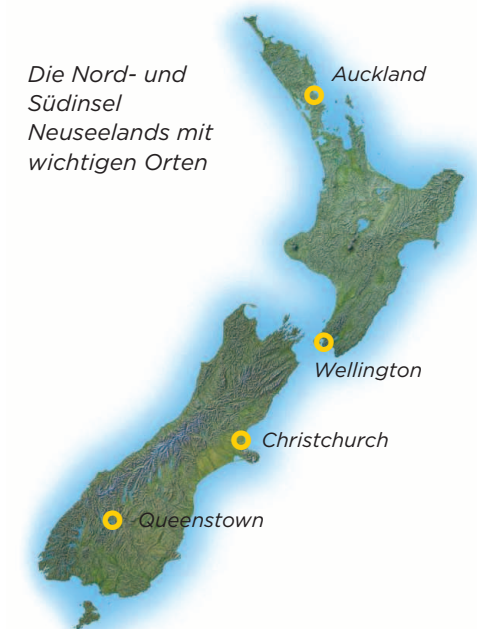 Die Nord- und
Südinsel
Neuseelands mit
wichtigen Orten
Auckland
Wellington
Christchurch
Queenstown